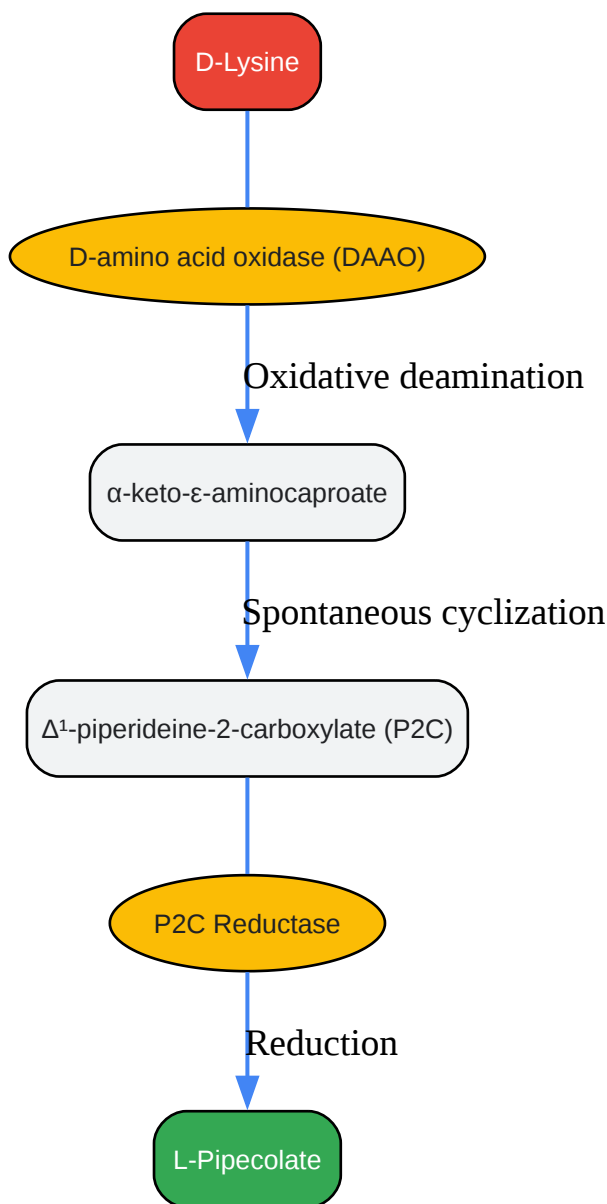 D-Lysine
D-amino acid oxidase (DAAO)
Oxidative deamination
α-keto-ε-aminocaproate
Spontaneous cyclization
Δ¹-piperideine-2-carboxylate (P2C)
P2C Reductase
Reduction
L-Pipecolate